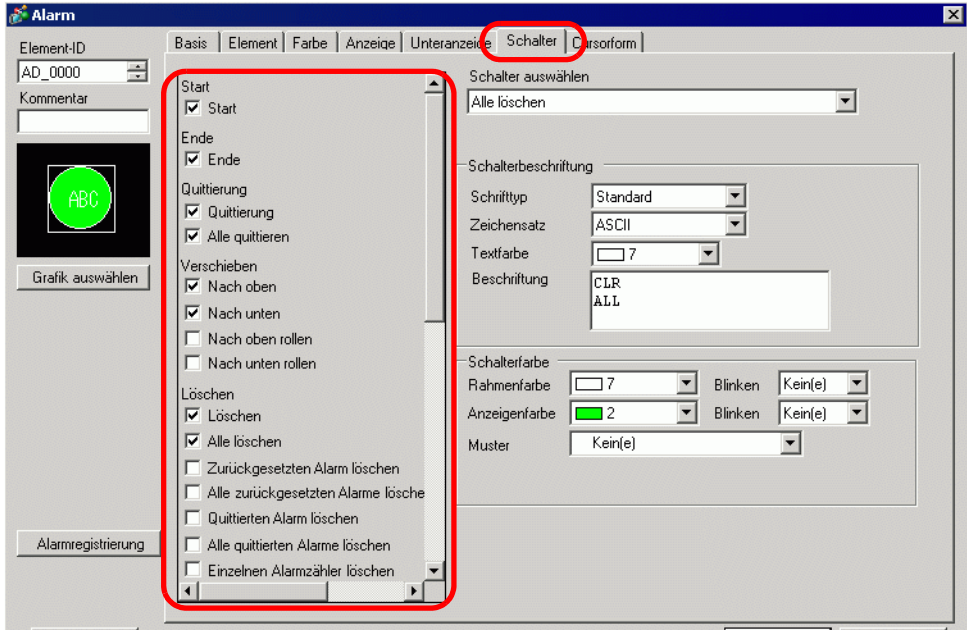 Alarm
Element-ID
AD_0000
Kommentar
ABC
Grafik auswählen
Alarmregistrierung
Basis Element Farbe Anzeige Unteranzeige Schalter Cursorform
Start
Start
Ende
Ende
Quittierung
Quittierung
Alle quittieren
Verschieben
Nach oben
Nach unten
Nach oben rollen
Nach unten rollen
Löschen
Löschen
Alle löschen
Zurückgesetzten Alarm löschen
Alle zurückgesetzten Alarme lösche
Quittierten Alarm löschen
Alle quittierten Alarme löschen
Einzelnen Alarmzähler löschen
Schalter auswählen
Alle löschen
Schalterbeschriftung
Schrifttyp Standard
Zeichensatz ASCII
Textfarbe 7
Beschriftung CLR
ALL
Schalterfarbe
Rahmenfarbe 7 Blinken Kein(e)
Anzeigenfarbe 2 Blinken Kein(e)
Muster Kein(e)